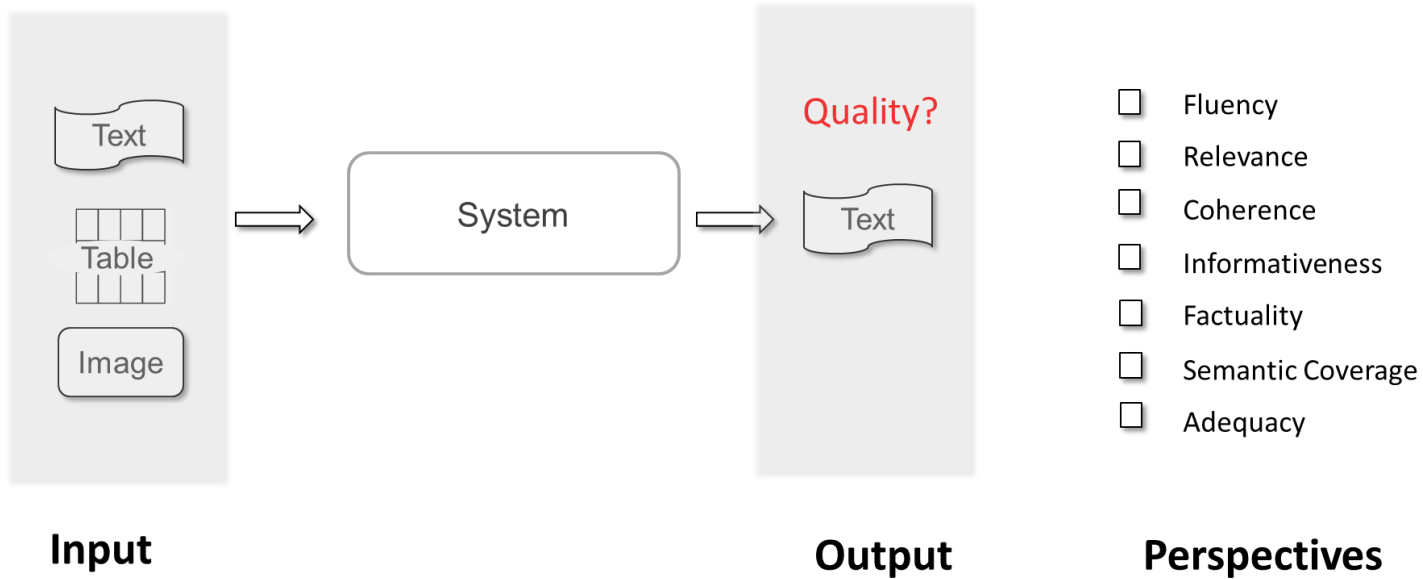 Text
Table
Image
Input
System
Quality?
Text
Output
Fluency
Relevance
Coherence
Informativeness
Factuality
Semantic Coverage
Adequacy
Perspectives